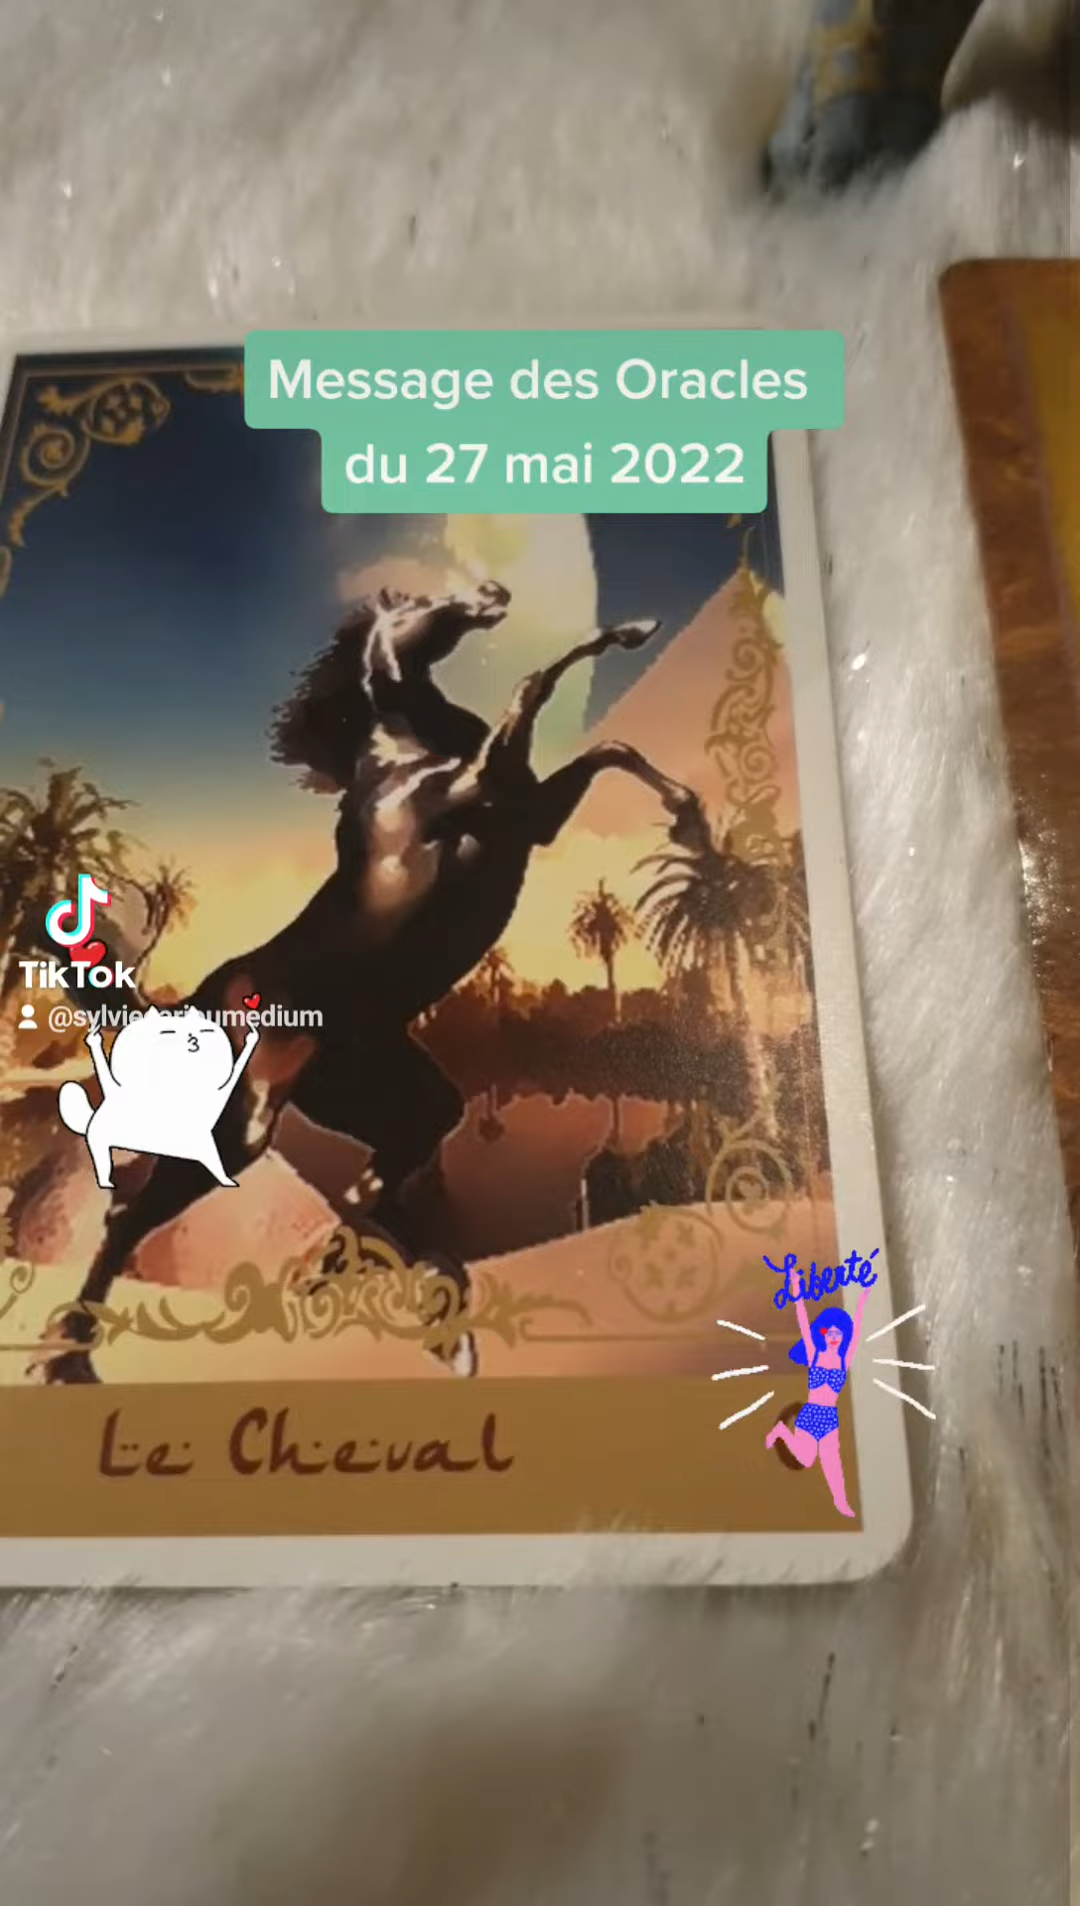 Message des Oracles
du 27 mai 2022
TikTok
Liberté
Le Cheval